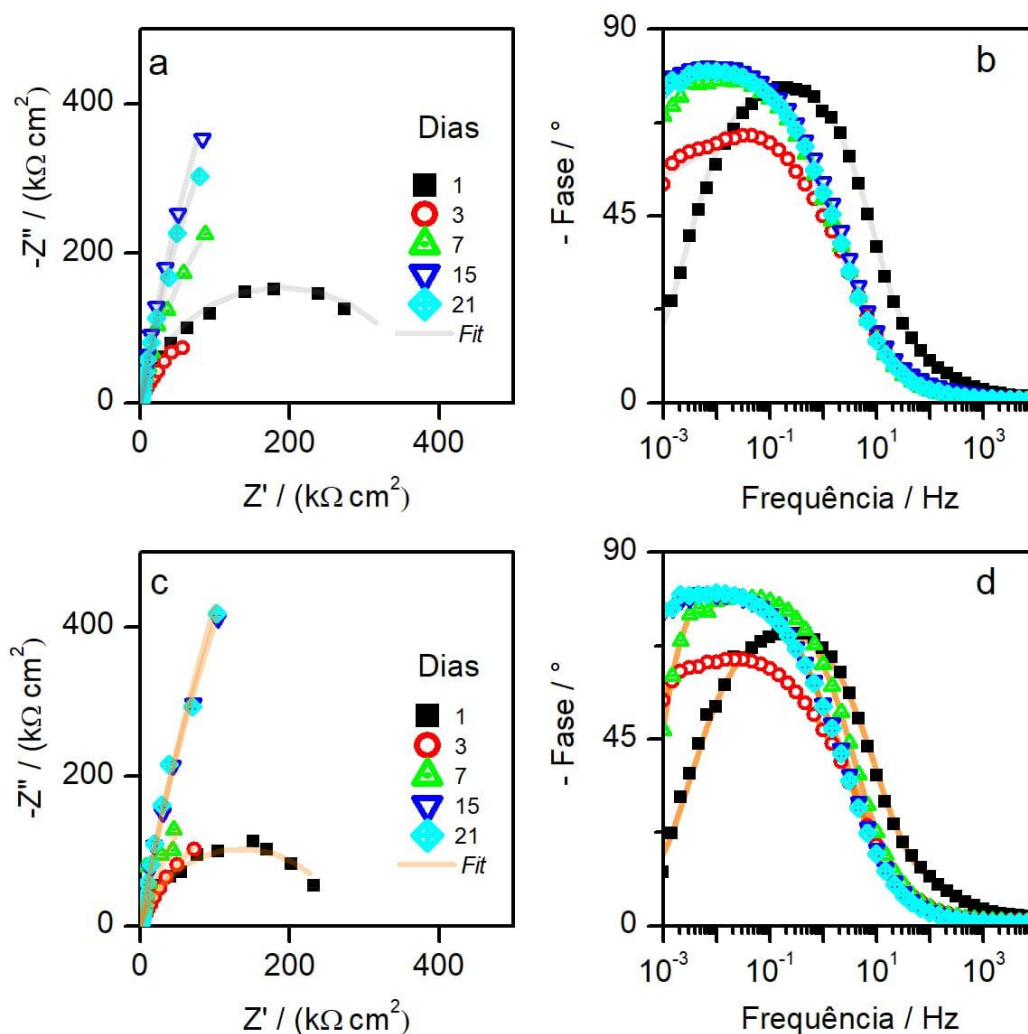 a
-Z'' / (kΩ cm²)
400
200
0
Dias
1
3
7
15
21
Fit
0 200 400
Z' / (kΩ cm²)
b
- Fase / °
90
45
0
10⁻³ 10⁻¹ 10¹ 10³
Frequência / Hz
c
-Z'' / (kΩ cm²)
400
200
0
Dias
1
3
7
15
21
Fit
0 200 400
Z' / (kΩ cm²)
d
- Fase / °
90
45
0
10⁻³ 10⁻¹ 10¹ 10³
Frequência / Hz